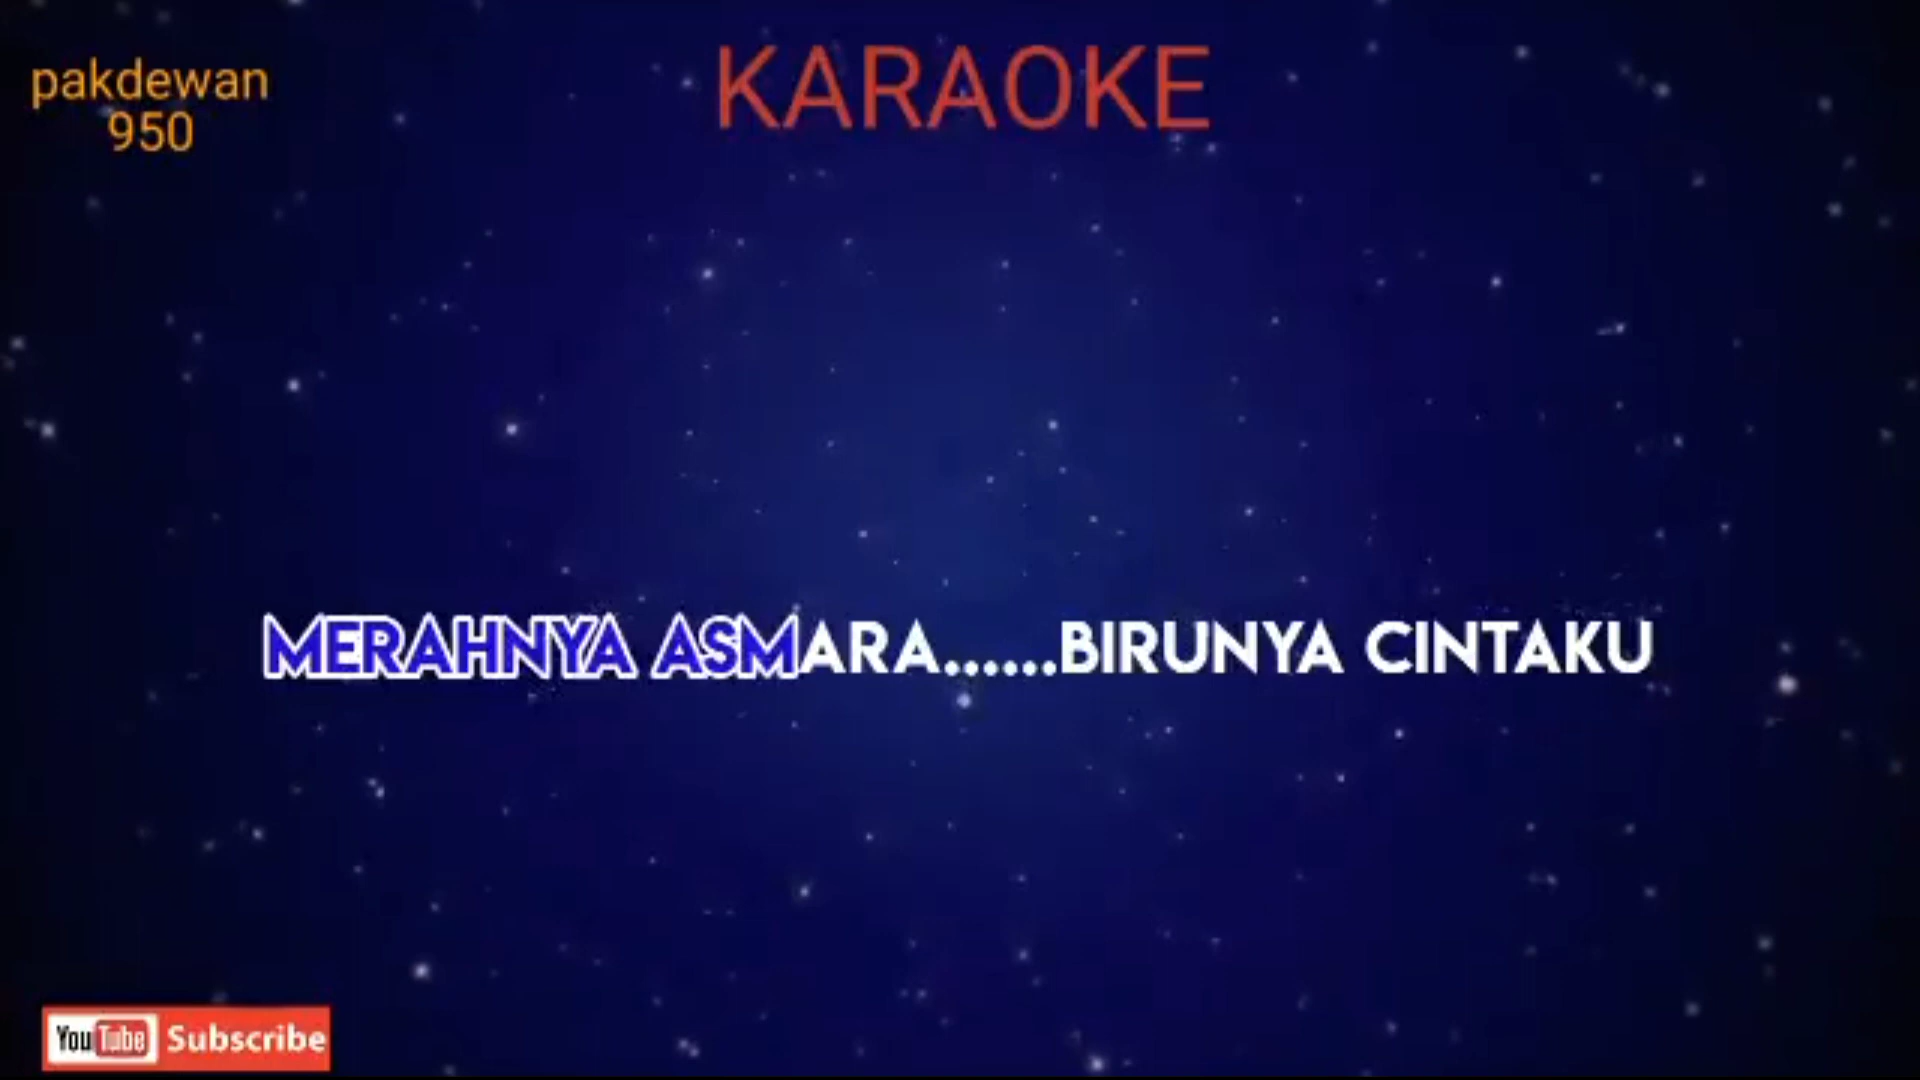 pakdewan
950
KARAOKE
MERAHNYA ASMARA......BIRUNYA CINTAKU
YouTube Subscribe